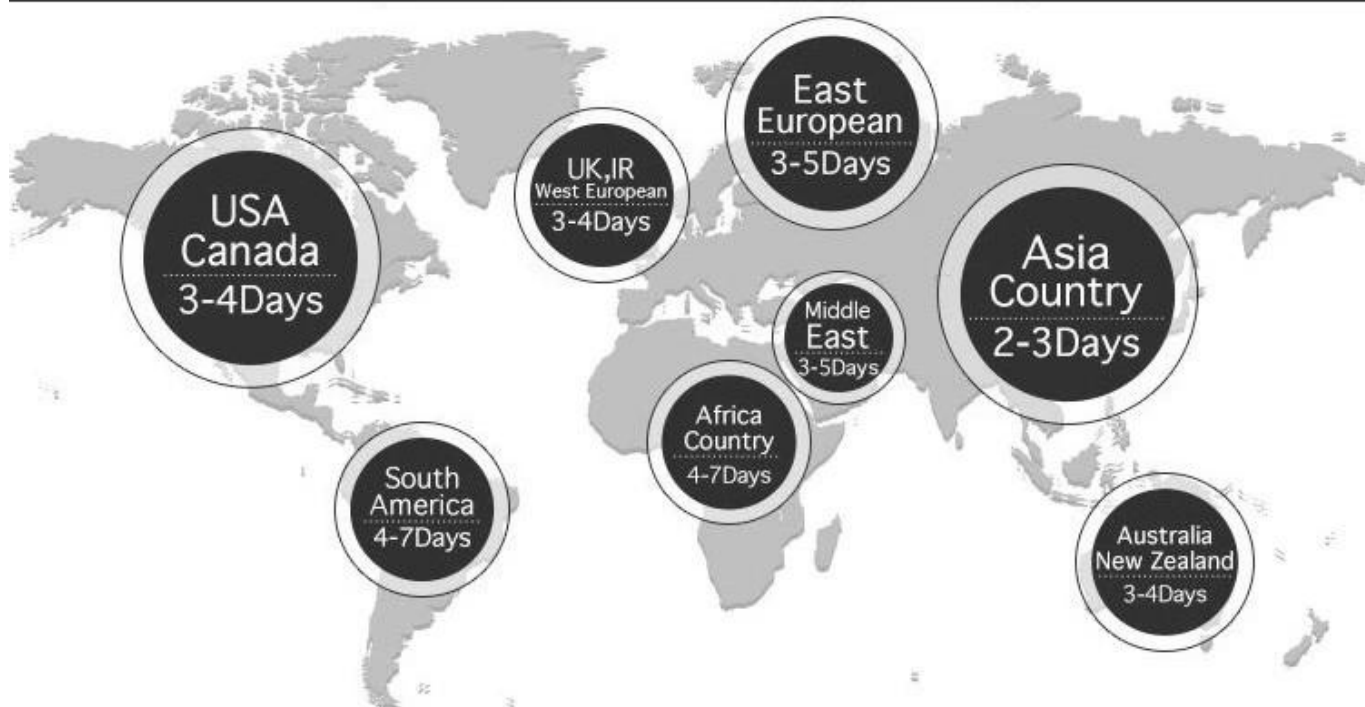 East
European
3-5Days
UK,IR
West European
3-4Days
USA
Canada
3-4Days
Asia
Country
2-3Days
Middle
East
3-5Days
Africa
Country
4-7Days
South
America
4-7Days
Australia
New Zealand
3-4Days